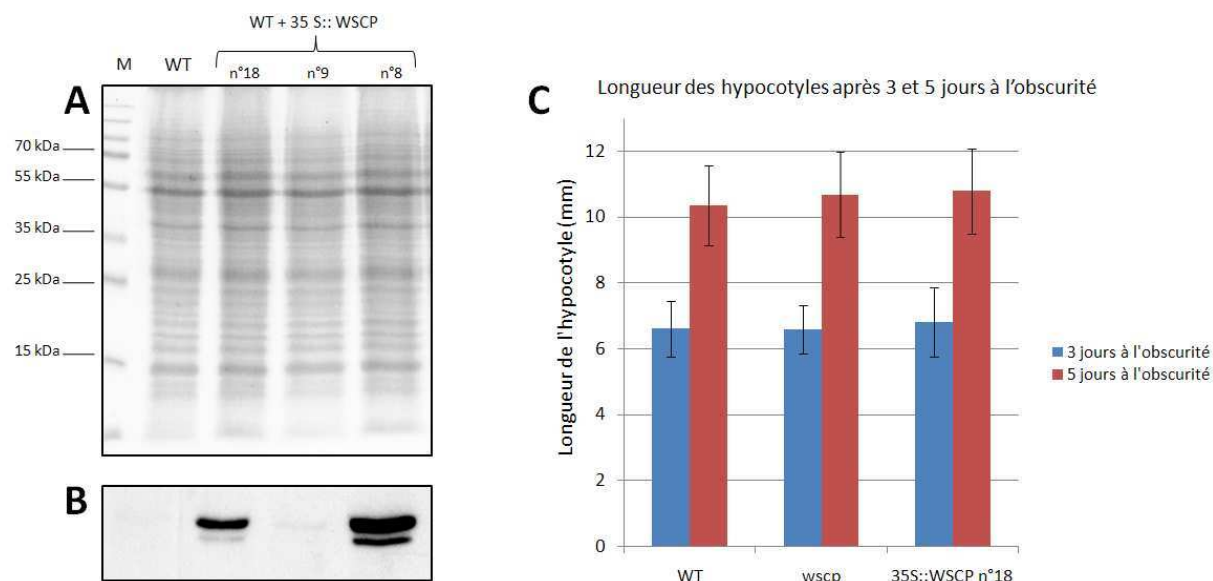 WT + 35 S:: WSCP
M WT n°18 n°9 n°8
A
70 kDa
55 kDa
35 kDa
25 kDa
15 kDa
B
C
Longueur des hypocotyles après 3 et 5 jours à l'obscurité
Longueur de l'hypocotyle (mm)
12
10
8
6
4
2
0
WT wscp 35S::WSCP n°18
3 jours à l'obscurité
5 jours à l'obscurité